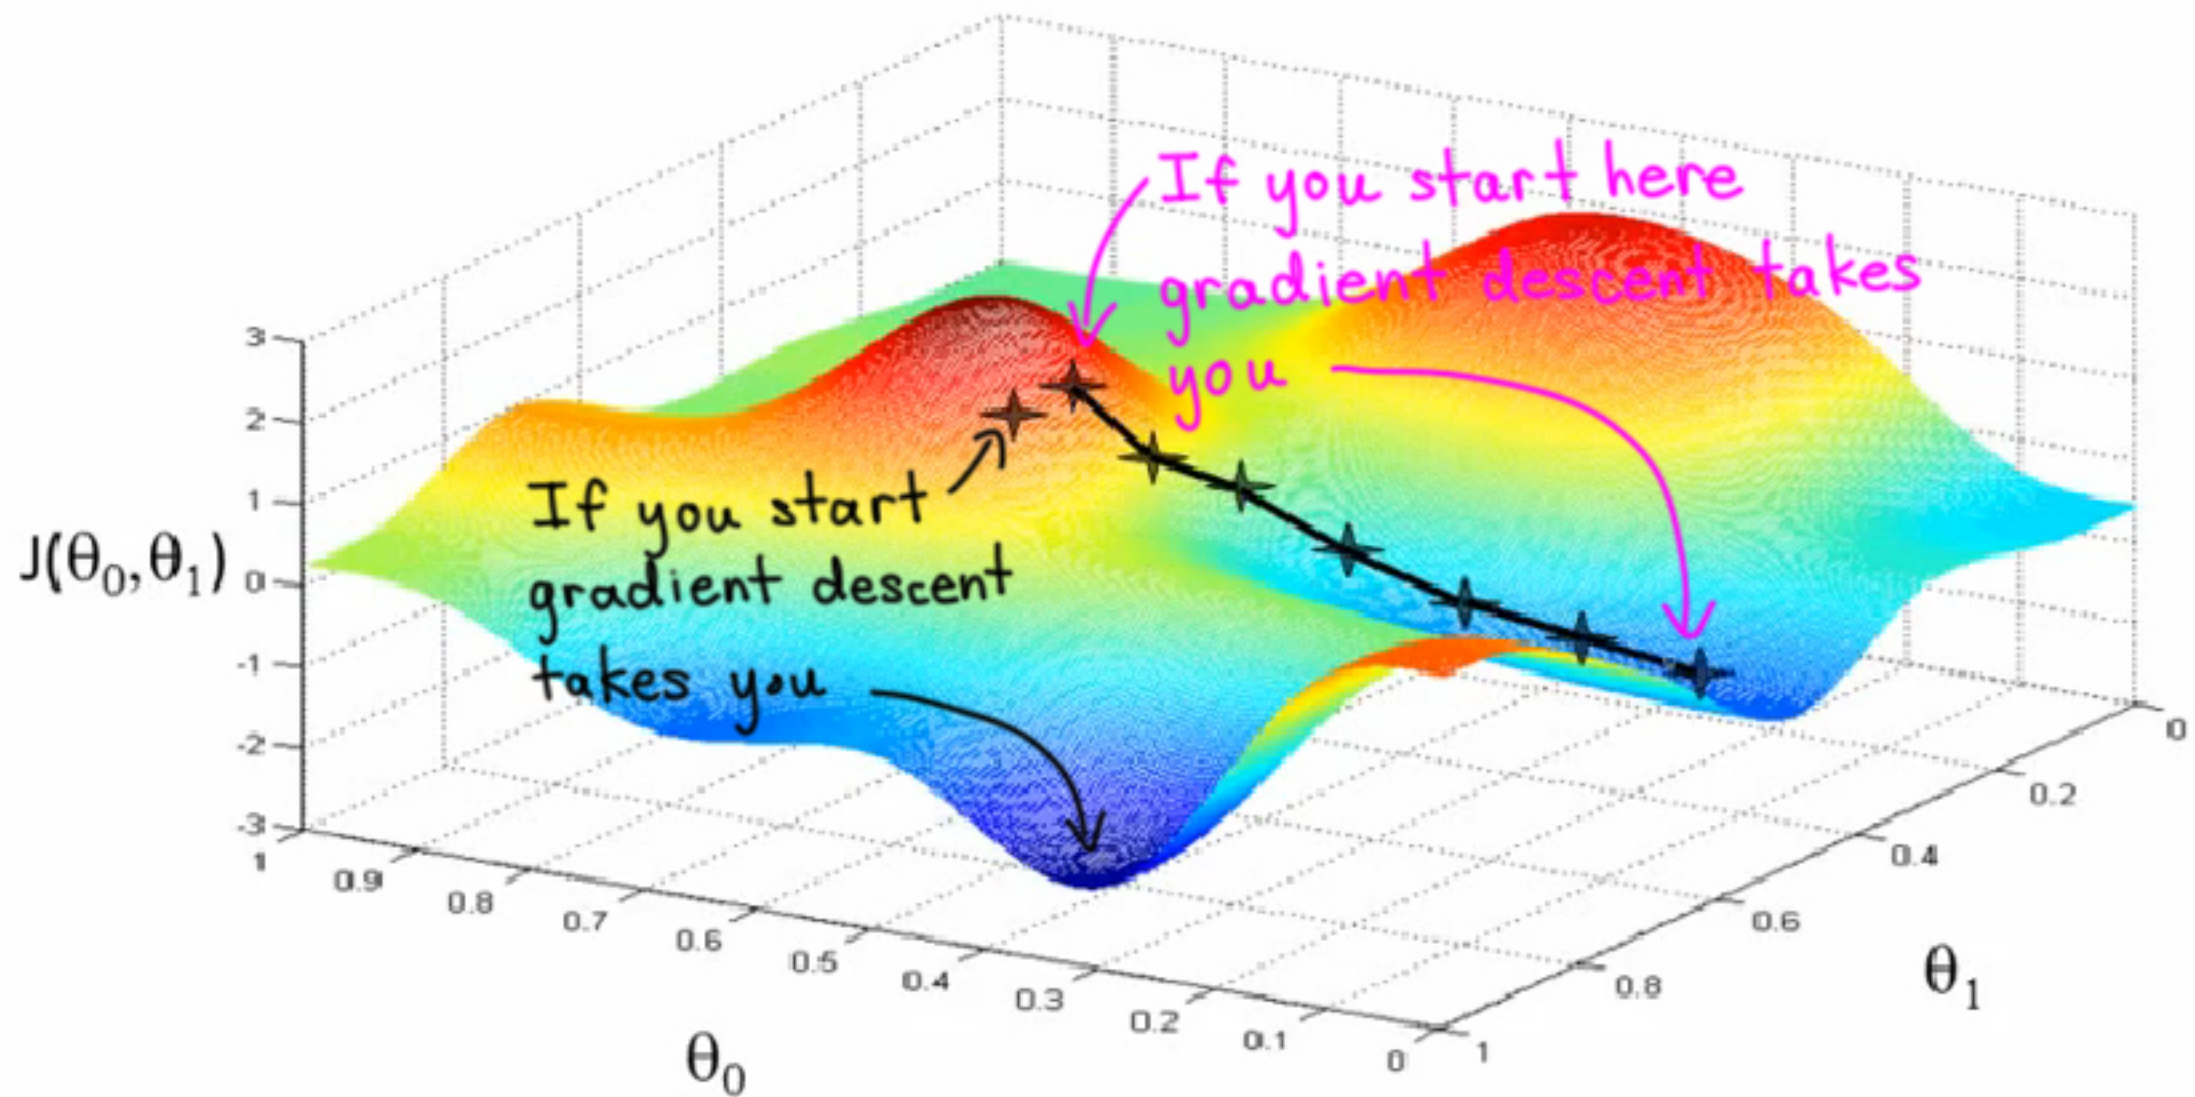 If you start here
gradient descent takes
you
If you start
gradient descent
takes you
J(θ₀,θ₁)
3
2
1
0
-1
-2
-3
1
0.9
0.8
0.7
0.6
0.5
0.4
0.3
0.2
0.1
0
θ₀
0
0.2
0.4
0.6
0.8
1
θ₁